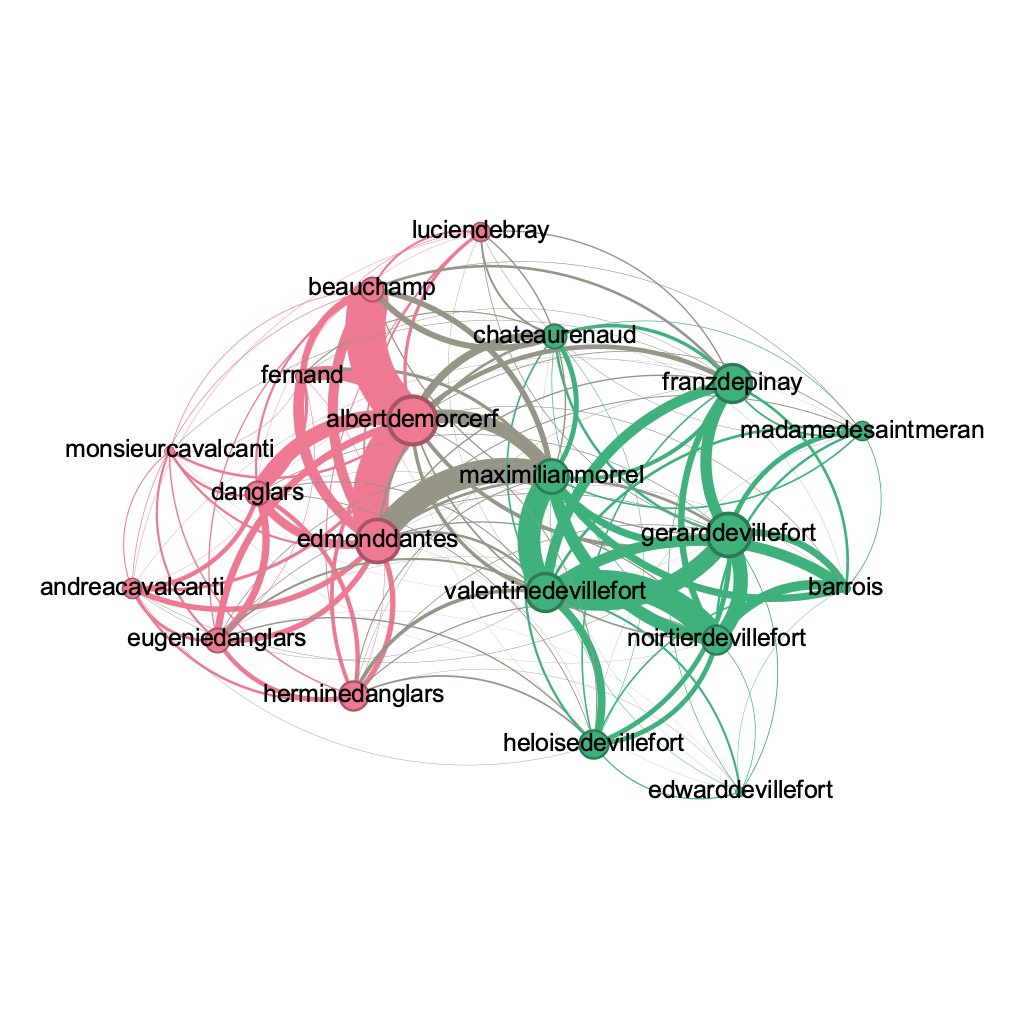 luciendebray
beauchamp
chateaurenaud
fernand
franzdepinay
albertdemorcerf
madamedesaintmeran
monsieurcavalcanti
maximilianmorrel
danglars
gerarddevillefort
edmonddantes
andreacavalcanti
valentinedevillefort
barrois
eugeniedanglars
noirtierdevillefort
herminedanglars
heloisedevillefort
edwarddevillefort